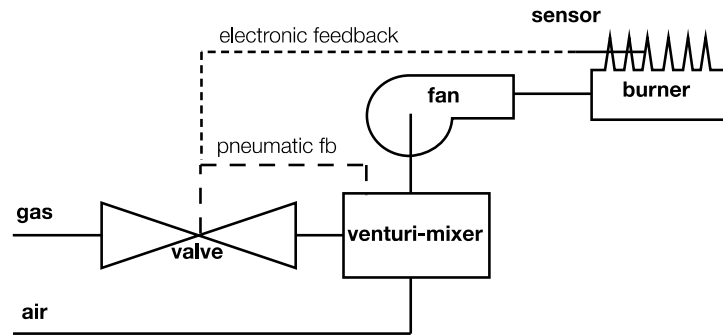 sensor
electronic feedback
fan
burner
pneumatic fb
gas
venturi-mixer
valve
air